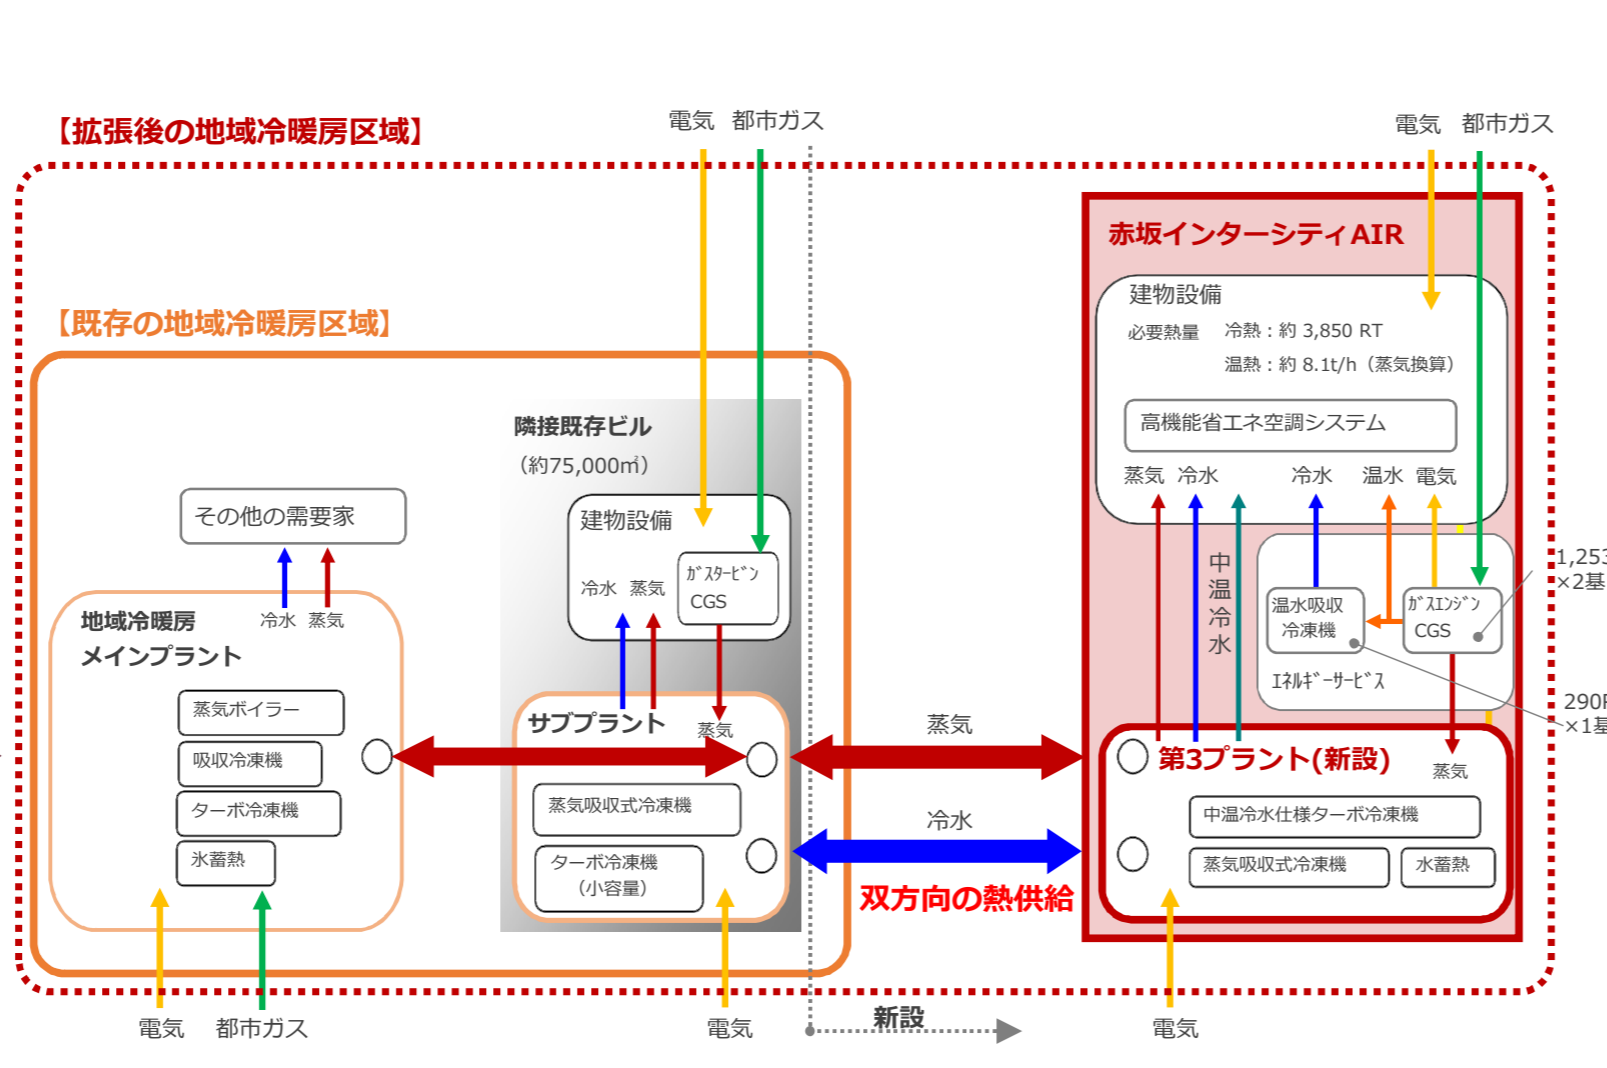 電気 都市ガス
電気 都市ガス
【拡張後の地域冷暖房区域】
赤坂インターシティAIR
建物設備
必要熱量 冷熱：約 3,850 RT
温熱：約 8.1t/h（蒸気換算）
高機能省エネ空調システム
蒸気 冷水 冷水 温水 電気
中温冷水
温水吸収
冷凍機
ｶﾞｽｴﾝｼﾞﾝ
CGS
ｴﾈﾙｷﾞｰｻｰﾋﾞｽ
1,253
×2基
290R
×1基
【既存の地域冷暖房区域】
隣接既存ビル
（約75,000㎡）
建物設備
冷水 蒸気
ｶﾞｽﾀｰﾋﾞﾝ
CGS
その他の需要家
冷水 蒸気
地域冷暖房
メインプラント
蒸気ボイラー
吸収冷凍機
ターボ冷凍機
氷蓄熱
サブプラント
蒸気
蒸気吸収式冷凍機
ターボ冷凍機
（小容量）
蒸気
冷水
双方向の熱供給
第3プラント(新設)
蒸気
中温冷水仕様ターボ冷凍機
蒸気吸収式冷凍機
水蓄熱
電気 都市ガス
電気
新設
電気